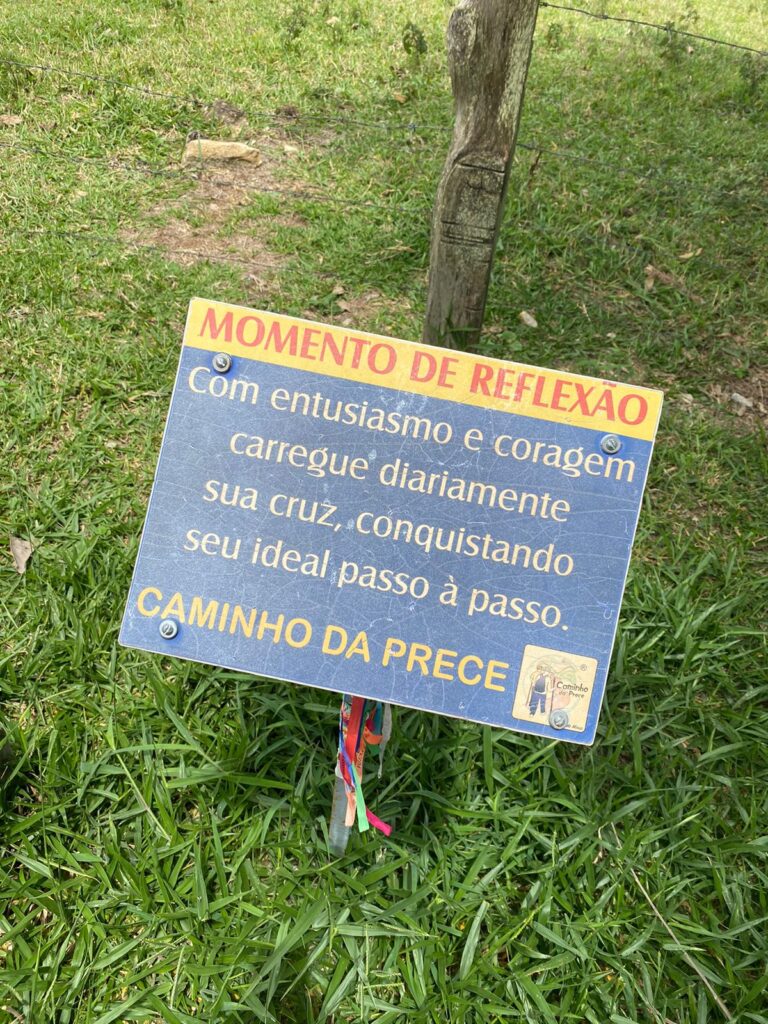 MOMENTO DE REFLEXÃO
Com entusiasmo e coragem
carregue diariamente
sua cruz, conquistando
seu ideal passo à passo.
CAMINHO DA PRECE
®
Caminho
da Prece